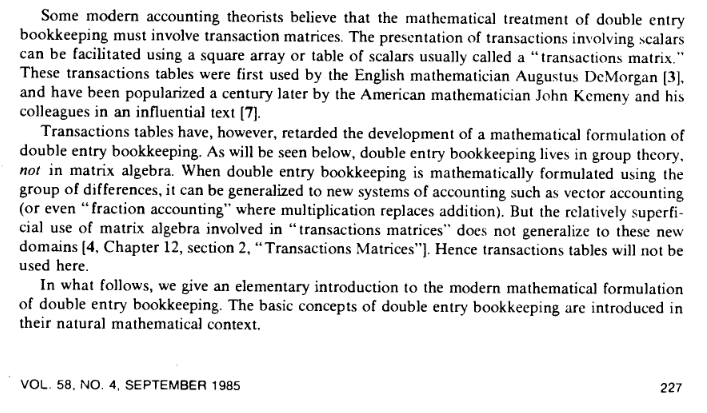 Some modern accounting theorists believe that the mathematical treatment of double entry
bookkeeping must involve transaction matrices. The presentation of transactions involving scalars
can be facilitated using a square array or table of scalars usually called a “transactions matrix.”
These transactions tables were first used by the English mathematician Augustus DeMorgan [3],
and have been popularized a century later by the American mathematician John Kemeny and his
colleagues in an influential text [7].
Transactions tables have, however, retarded the development of a mathematical formulation of
double entry bookkeeping. As will be seen below, double entry bookkeeping lives in group theory,
not in matrix algebra. When double entry bookkeeping is mathematically formulated using the
group of differences, it can be generalized to new systems of accounting such as vector accounting
(or even “fraction accounting” where multiplication replaces addition). But the relatively superfi-
cial use of matrix algebra involved in “transactions matrices” does not generalize to these new
domains [4, Chapter 12, section 2, “Transactions Matrices”]. Hence transactions tables will not be
used here.
In what follows, we give an elementary introduction to the modern mathematical formulation
of double entry bookkeeping. The basic concepts of double entry bookkeeping are introduced in
their natural mathematical context.
VOL. 58, NO. 4, SEPTEMBER 1985 227